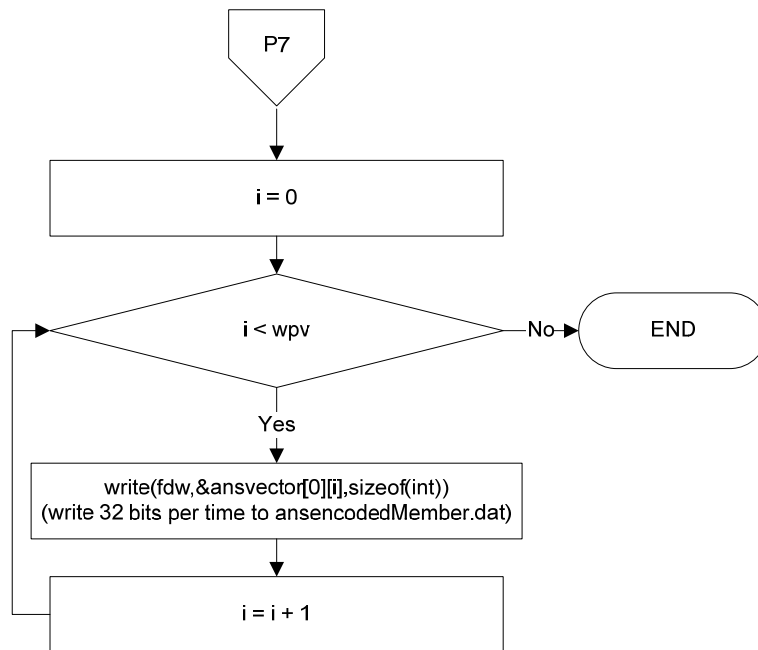 P7
i = 0
i < wpv
No
END
Yes
write(fdw,&ansvector[0][i],sizeof(int))
(write 32 bits per time to ansencodedMember.dat)
i = i + 1